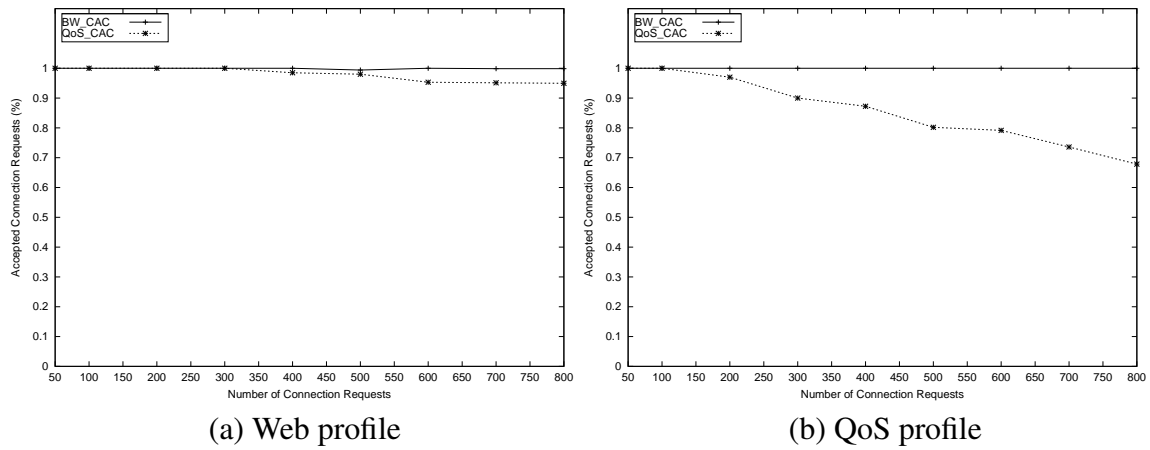 BW_CAC
QoS_CAC
1
0.9
0.8
0.7
0.6
0.5
0.4
0.3
0.2
0.1
0
Accepted Connection Requests (%)
50 100 150 200 250 300 350 400 450 500 550 600 650 700 750 800
Number of Connection Requests
(a) Web profile
BW_CAC
QoS_CAC
1
0.9
0.8
0.7
0.6
0.5
0.4
0.3
0.2
0.1
0
Accepted Connection Requests (%)
50 100 150 200 250 300 350 400 450 500 550 600 650 700 750 800
Number of Connection Requests
(b) QoS profile